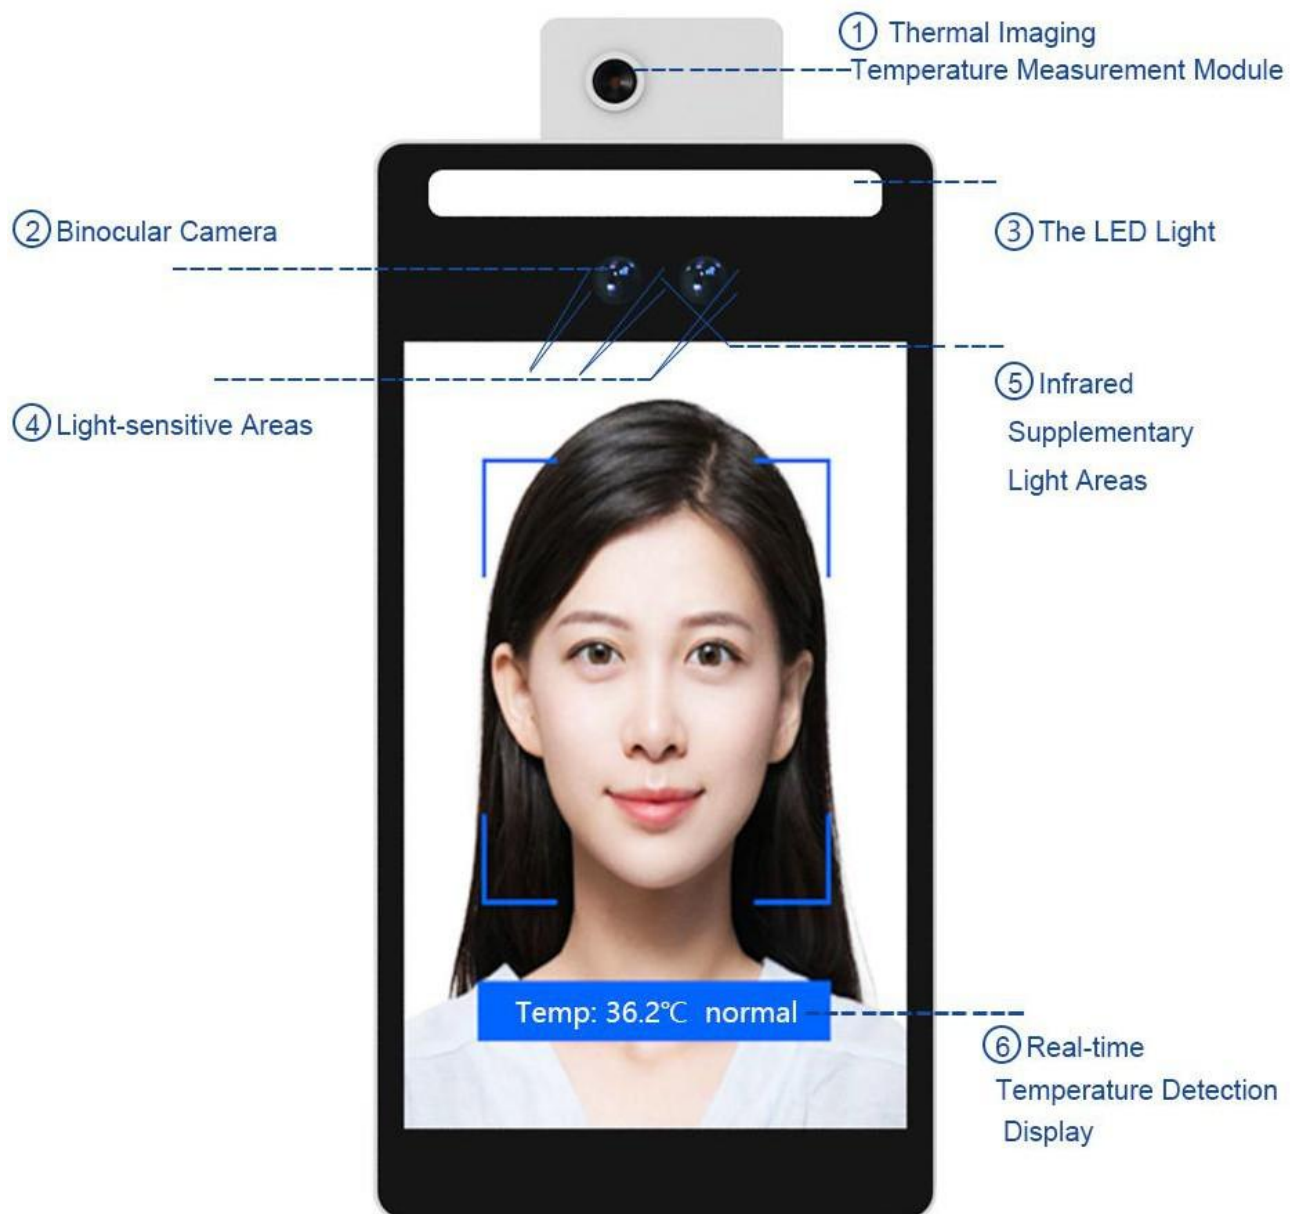 ① Thermal Imaging
Temperature Measurement Module
② Binocular Camera
③ The LED Light
④ Light-sensitive Areas
⑤ Infrared
Supplementary
Light Areas
Temp: 36.2℃ normal
⑥ Real-time
Temperature Detection
Display